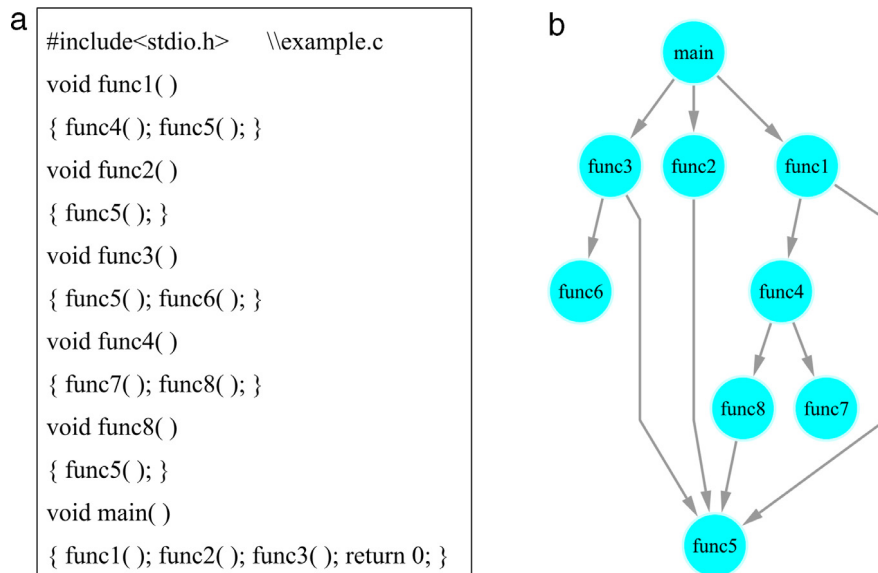 a
#include<stdio.h> \\example.c
void func1( )
{ func4( ); func5( ); }
void func2( )
{ func5( ); }
void func3( )
{ func5( ); func6( ); }
void func4( )
{ func7( ); func8( ); }
void func8( )
{ func5( ); }
void main( )
{ func1( ); func2( ); func3( ); return 0; }
b
main
func3 func2 func1
func6 func4
func8 func7
func5